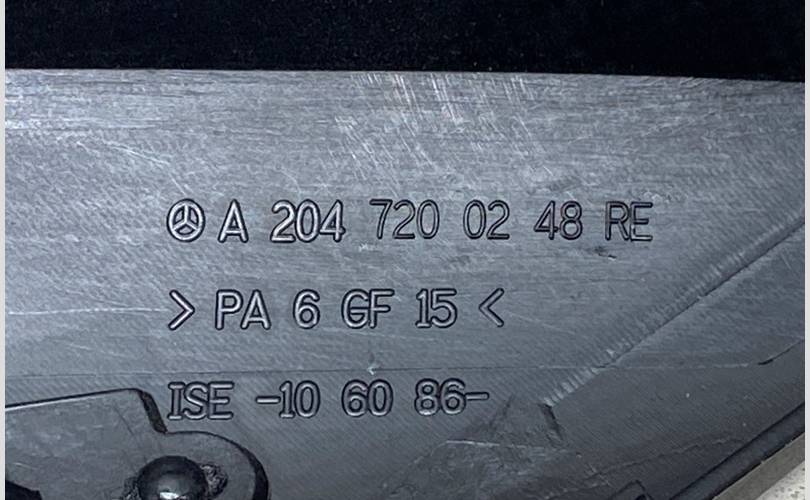 A 204 720 02 48 RE
> PA 6 GF 15 <
ISE -10 60 86-